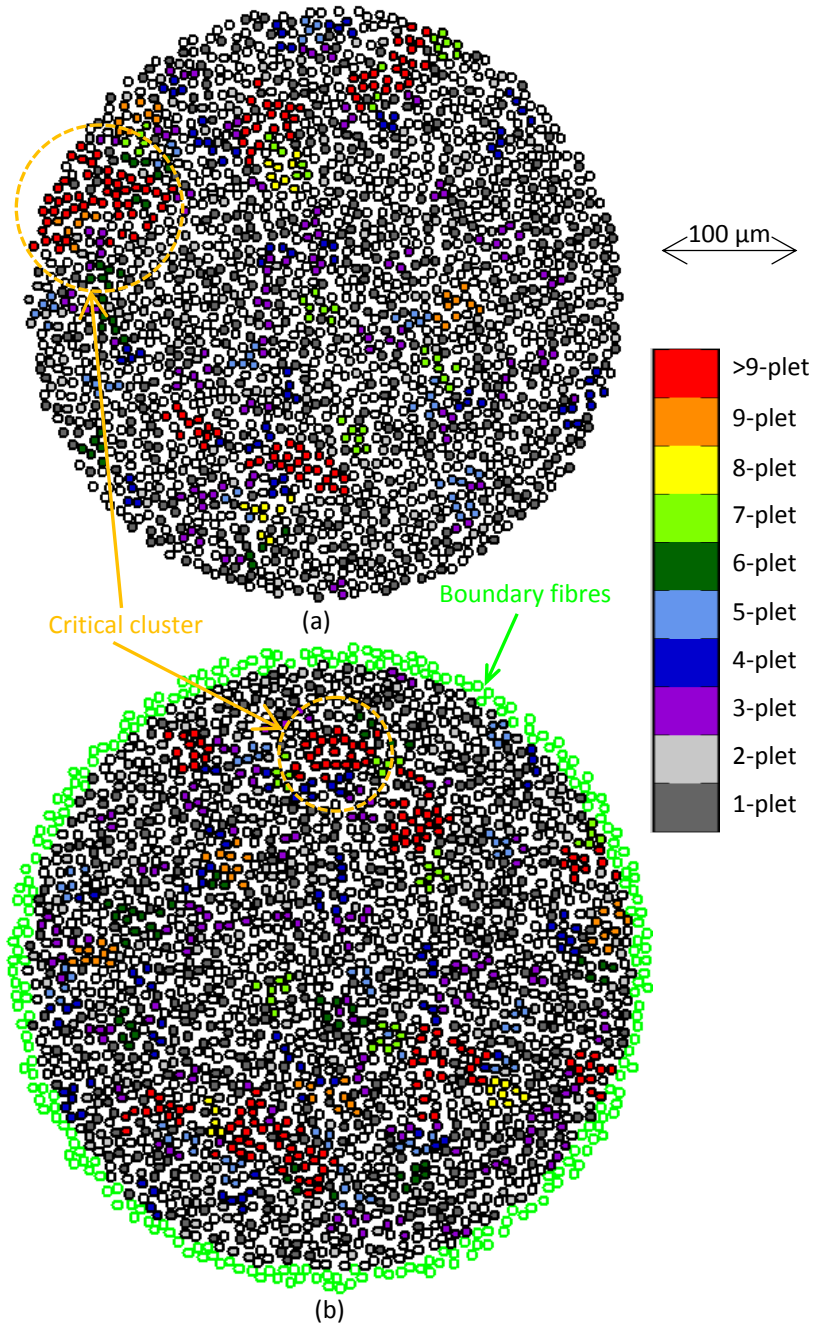 100 µm
>9-plet
9-plet
8-plet
7-plet
6-plet
5-plet
4-plet
3-plet
2-plet
1-plet
(a)
Boundary fibres
Critical cluster
(b)